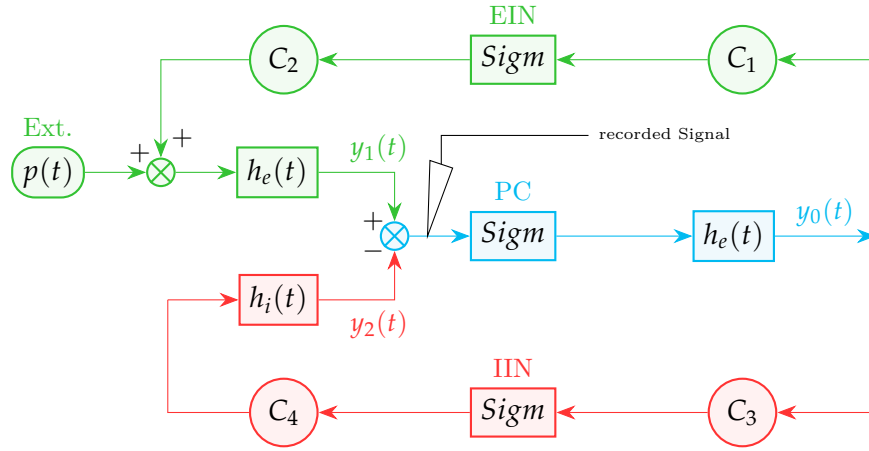 EIN
C₂
Sigm
C₁
Ext.
p(t)
+
+
hₑ(t)
y₁(t)
recorded Signal
+
−
PC
Sigm
hₑ(t)
y₀(t)
hᵢ(t)
y₂(t)
IIN
C₄
Sigm
C₃